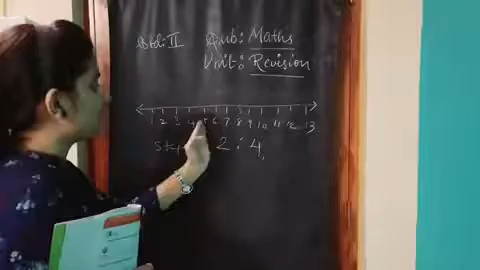 Std: II Sub: Maths
Unit: Revision
1 2 3 4 5 6 7 8 9 10 11 12 13
2 : 4